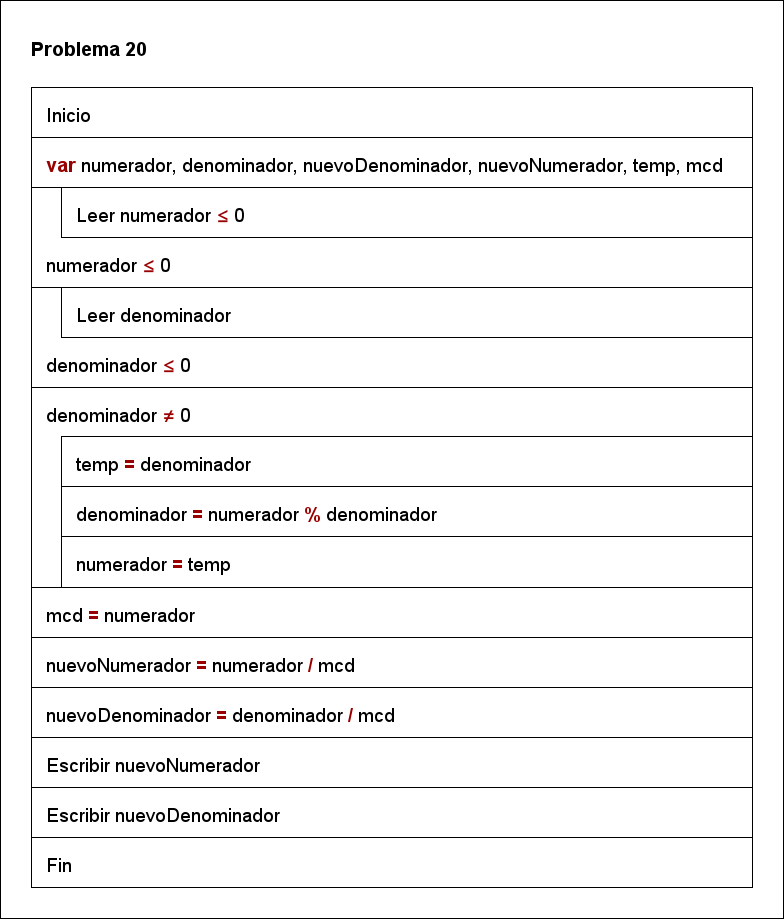 Problema 20
Inicio
var numerador, denominador, nuevoDenominador, nuevoNumerador, temp, mcd
Leer numerador ≤ 0
numerador ≤ 0
Leer denominador
denominador ≤ 0
denominador ≠ 0
temp = denominador
denominador = numerador % denominador
numerador = temp
mcd = numerador
nuevoNumerador = numerador / mcd
nuevoDenominador = denominador / mcd
Escribir nuevoNumerador
Escribir nuevoDenominador
Fin